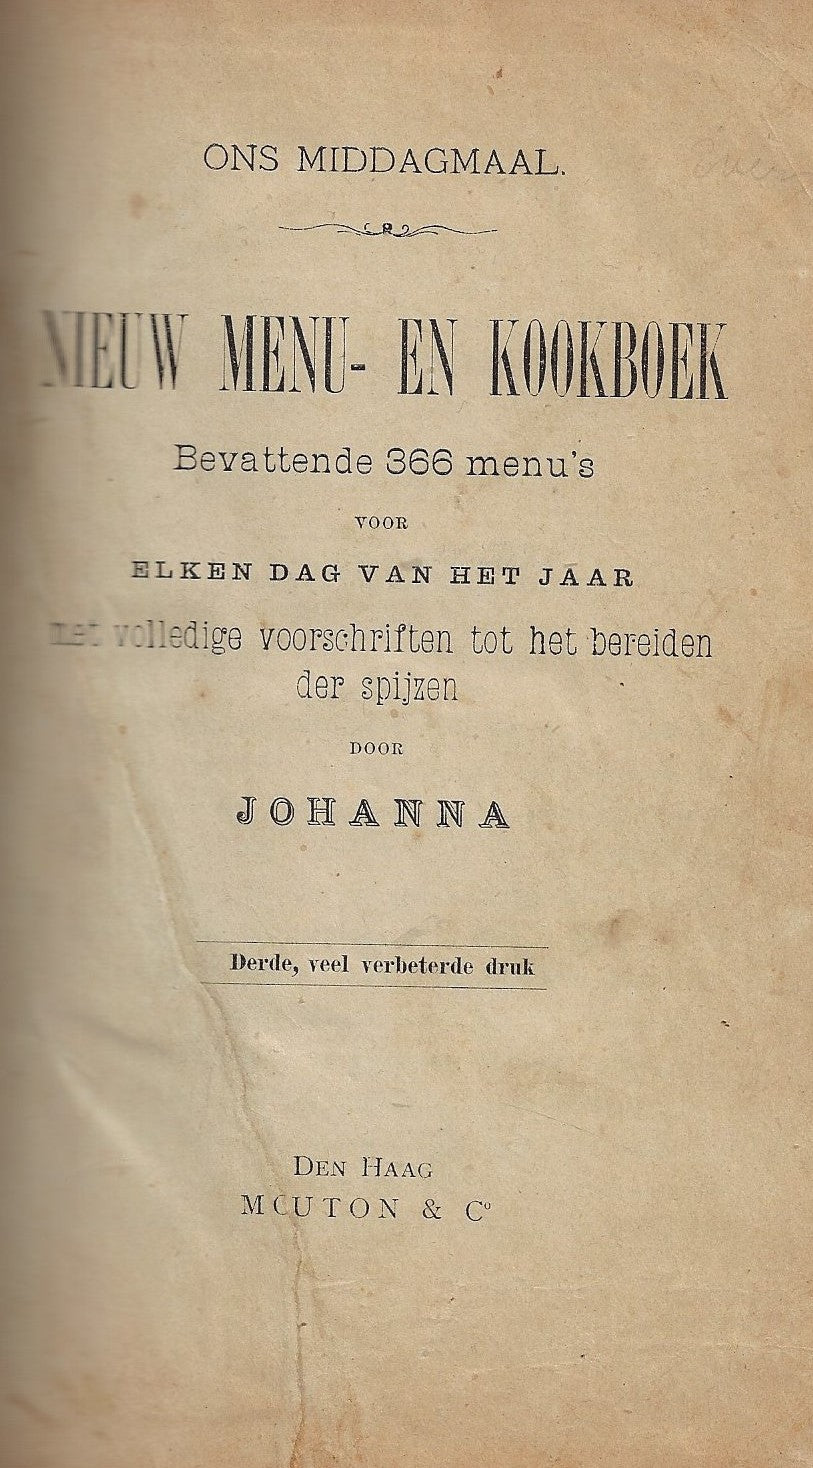 ONS MIDDAGMAAL.
NIEUW MENU- EN KOOKBOEK
Bevattende 366 menu's
VOOR
ELKEN DAG VAN HET JAAR
met volledige voorschriften tot het bereiden
der spijzen
DOOR
JOHANNA
Derde, veel verbeterde druk
DEN HAAG
MOUTON & Cº